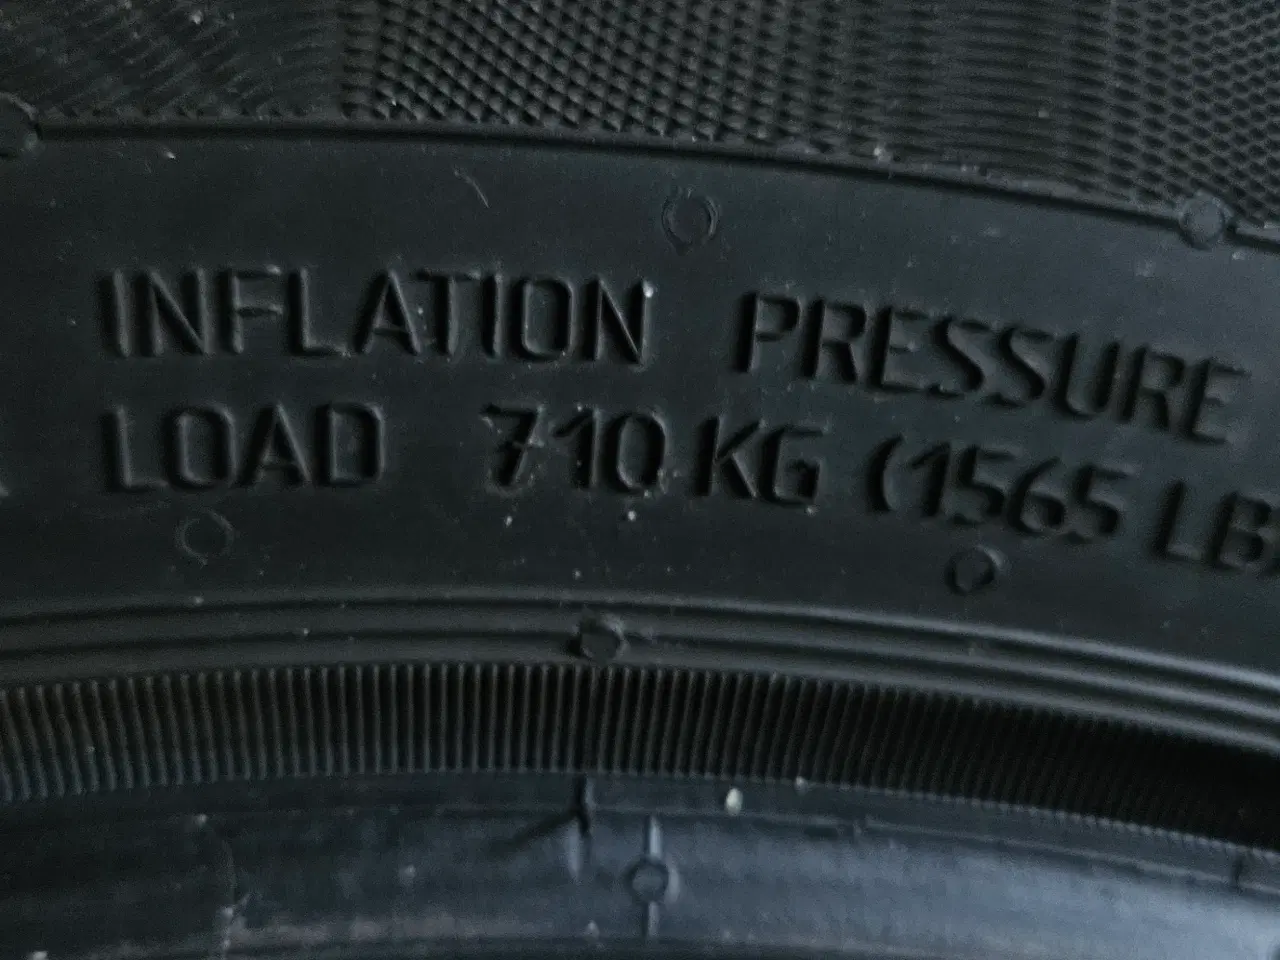 INFLATION PRESSURE
LOAD 710 KG (1565 LB